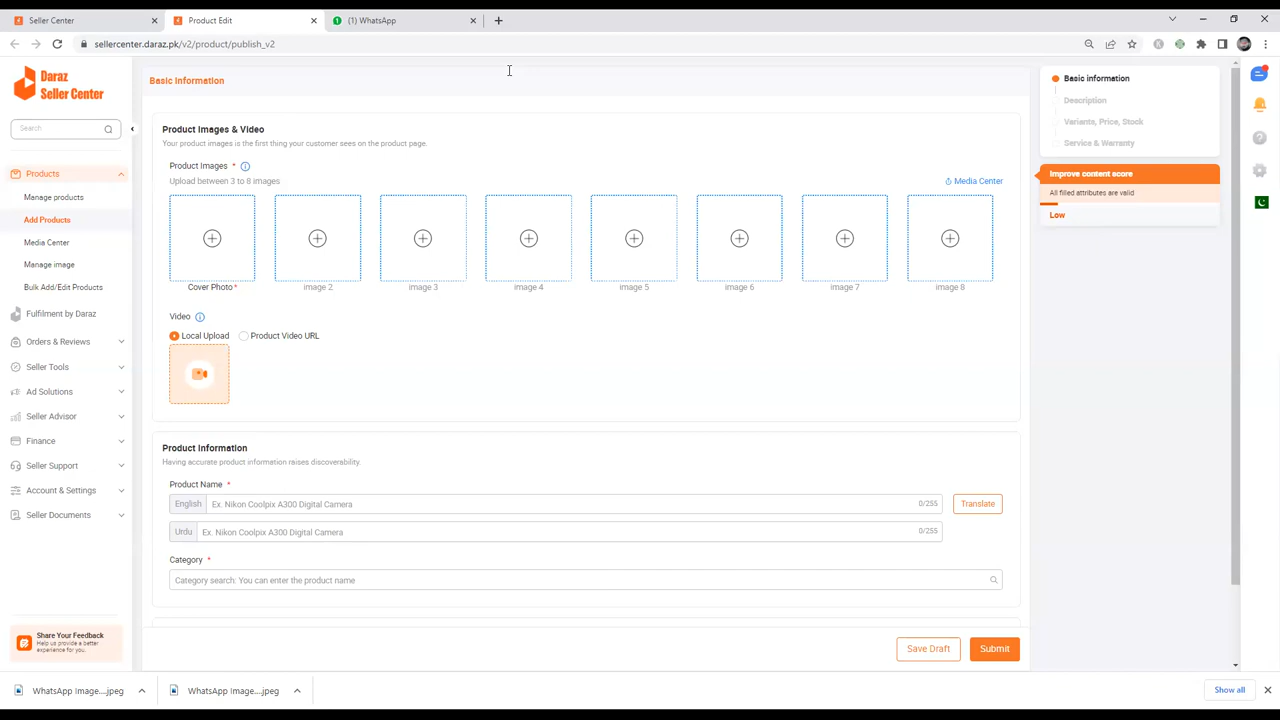 Seller Center
Product Edit
(1) WhatsApp
sellercenter.daraz.pk/v2/product/publish_v2
Daraz
Seller Center
Search
Products
Manage products
Add Products
Media Center
Manage image
Bulk Add/Edit Products
Fulfilment by Daraz
Orders & Reviews
Seller Tools
Ad Solutions
Seller Advisor
Finance
Seller Support
Account & Settings
Seller Documents
Share Your Feedback
Help us provide a better
experience for you.
Basic Information
Product Images & Video
Your product images is the first thing your customer sees on the product page.
Product Images *
Upload between 3 to 8 images
Media Center
Cover Photo*
image 2
image 3
image 4
image 5
image 6
image 7
image 8
Video
Local Upload
Product Video URL
Product Information
Having accurate product information raises discoverability.
Product Name *
English Ex. Nikon Coolpix A300 Digital Camera 0/255
Translate
Urdu Ex. Nikon Coolpix A300 Digital Camera 0/255
Category *
Category search: You can enter the product name
Save Draft
Submit
Basic information
Description
Variants, Price, Stock
Service & Warranty
Improve content score
All filled attributes are valid
Low
WhatsApp Image....jpeg
WhatsApp Image....jpeg
Show all